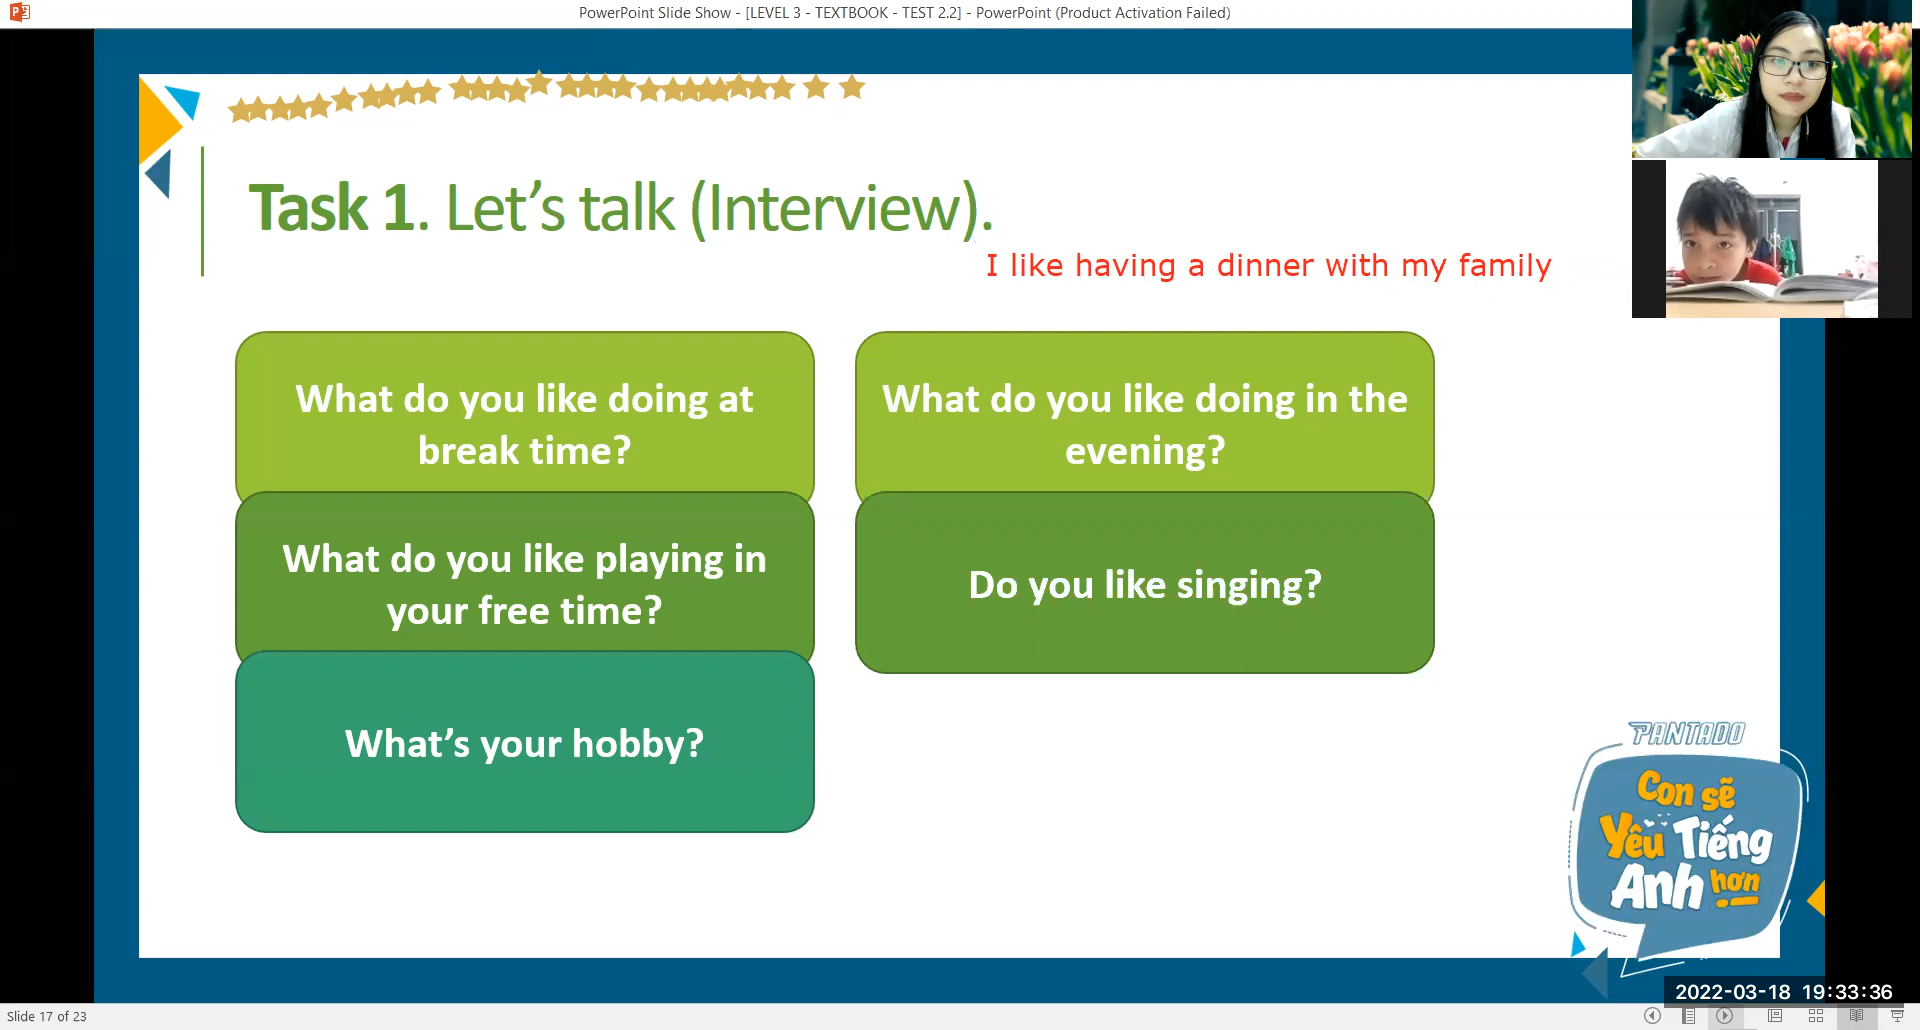 PowerPoint Slide Show - [LEVEL 3 - TEXTBOOK - TEST 2.2] - PowerPoint (Product Activation Failed)
Task 1. Let's talk (Interview).
I like having a dinner with my family
What do you like doing at
break time?
What do you like doing in the
evening?
What do you like playing in
your free time?
Do you like singing?
What's your hobby?
PANTADO
Con sẽ
Yêu Tiếng
Anh hơn
2022-03-18 19:33:36
Slide 17 of 23